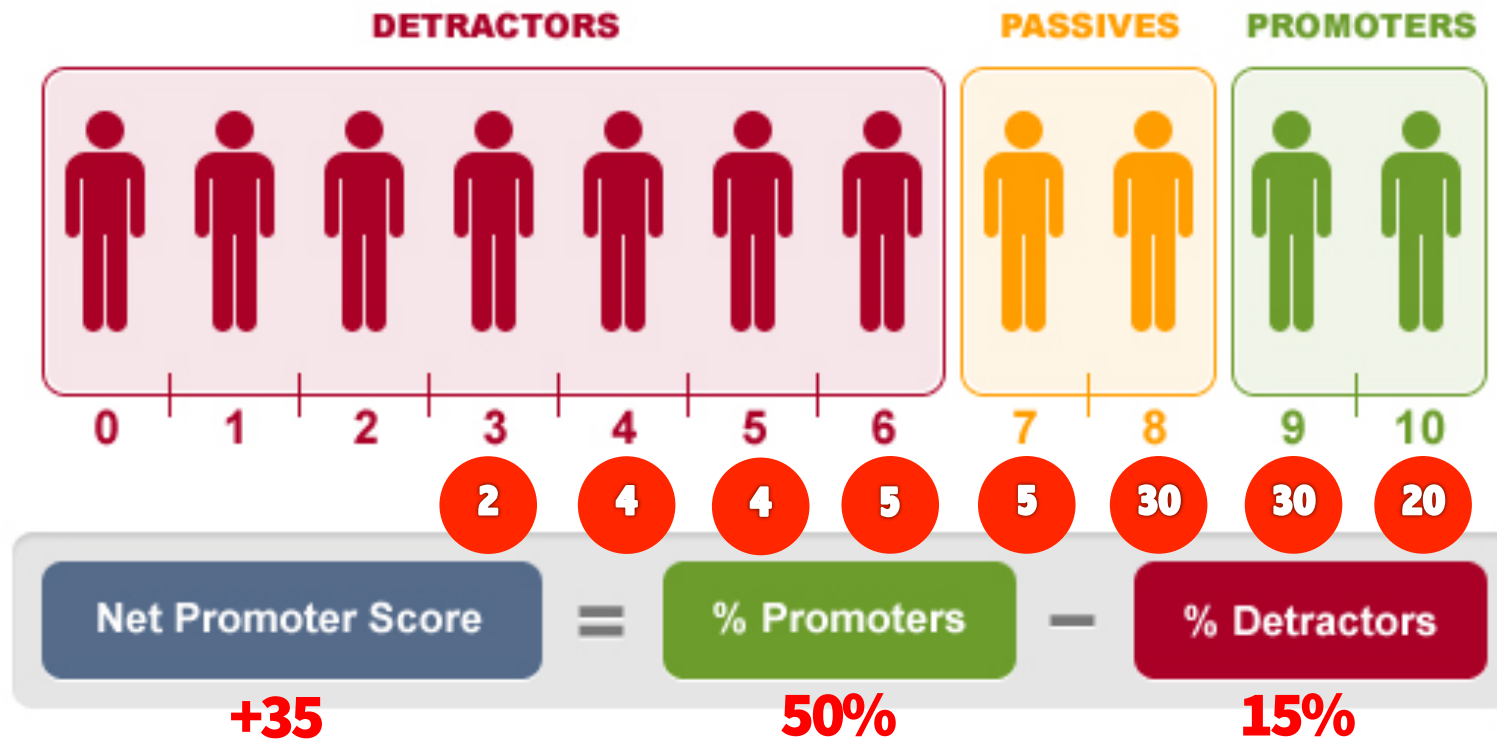 DETRACTORS PASSIVES PROMOTERS
0 1 2 3 4 5 6 7 8 9 10
2 4 4 5 5 30 30 20
Net Promoter Score = % Promoters − % Detractors
+35 50% 15%